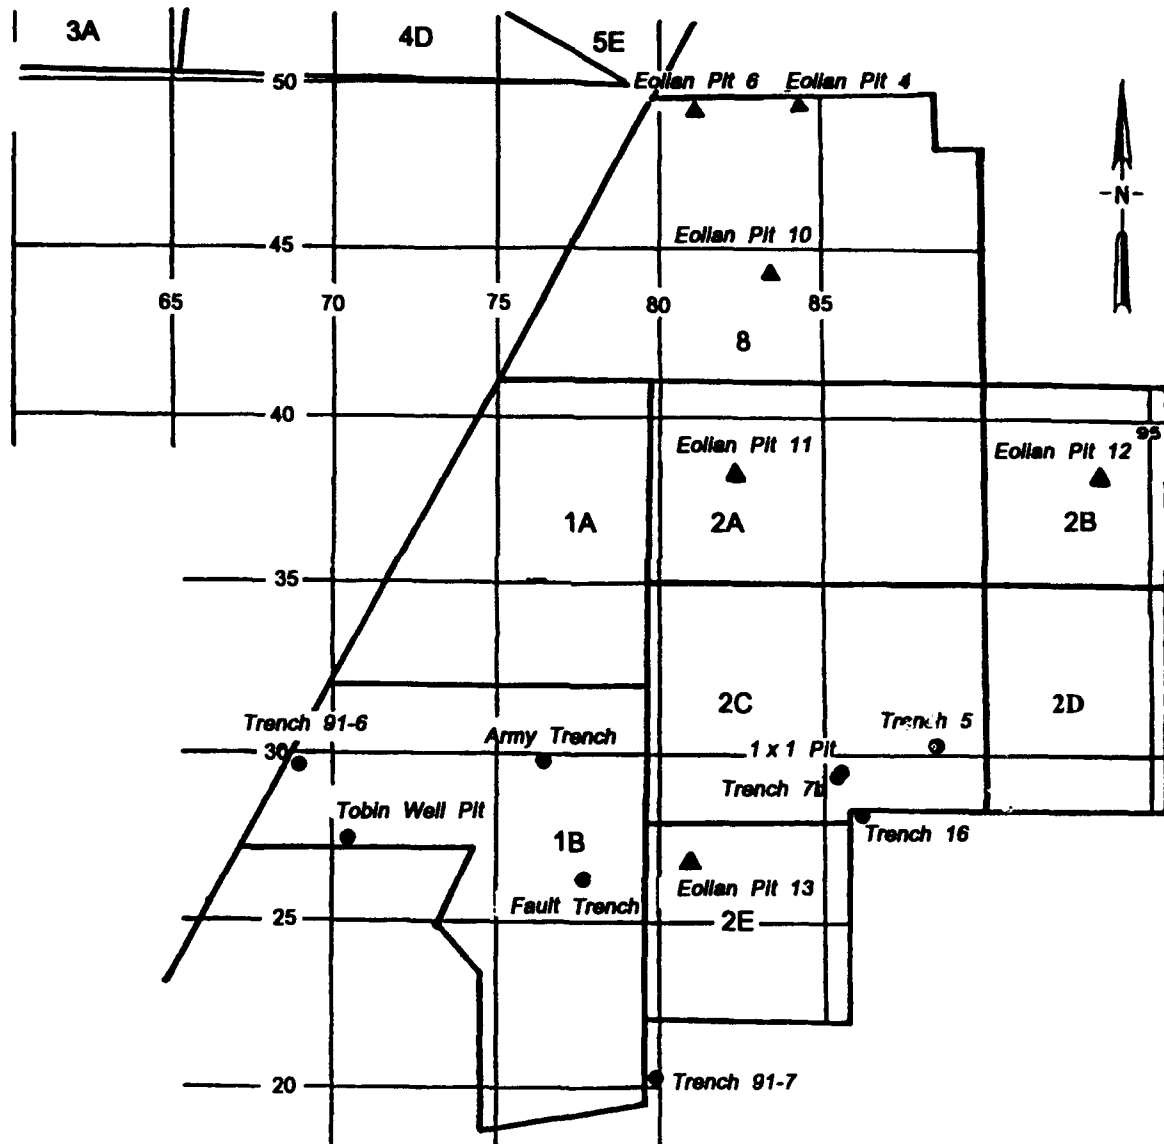 3A
4D
5E
50
Eolian Pit 6
Eolian Pit 4
-N-
Eolian Pit 10
45
65
70
75
80
85
8
40
95
Eolian Pit 11
Eolian Pit 12
1A
2A
2B
35
2C
2D
Trench 91-6
Army Trench
Trench 5
30
1 x 1 Pit
Trench 7b
Tobin Well Pit
Trench 16
1B
Eolian Pit 13
Fault Trench
25
2E
20
Trench 91-7